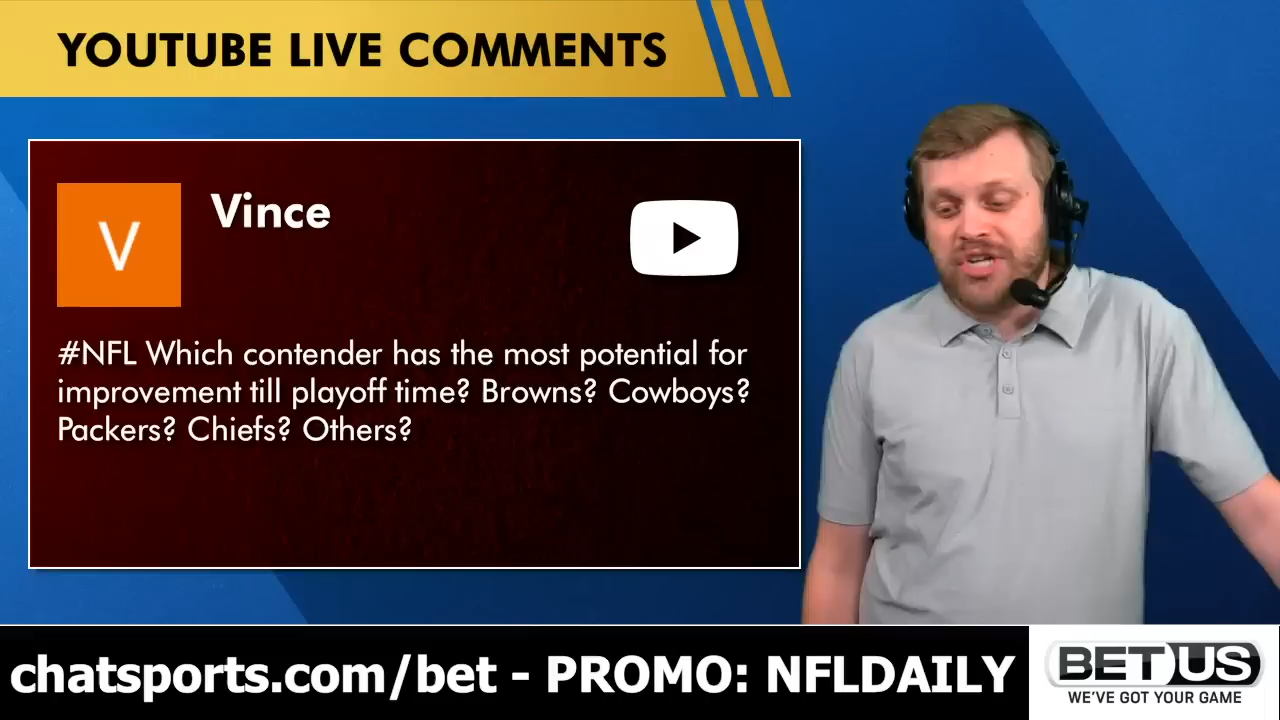 YOUTUBE LIVE COMMENTS
V
Vince
#NFL Which contender has the most potential for
improvement till playoff time? Browns? Cowboys?
Packers? Chiefs? Others?
chatsports.com/bet - PROMO: NFLDAILY
BETUS
WE'VE GOT YOUR GAME